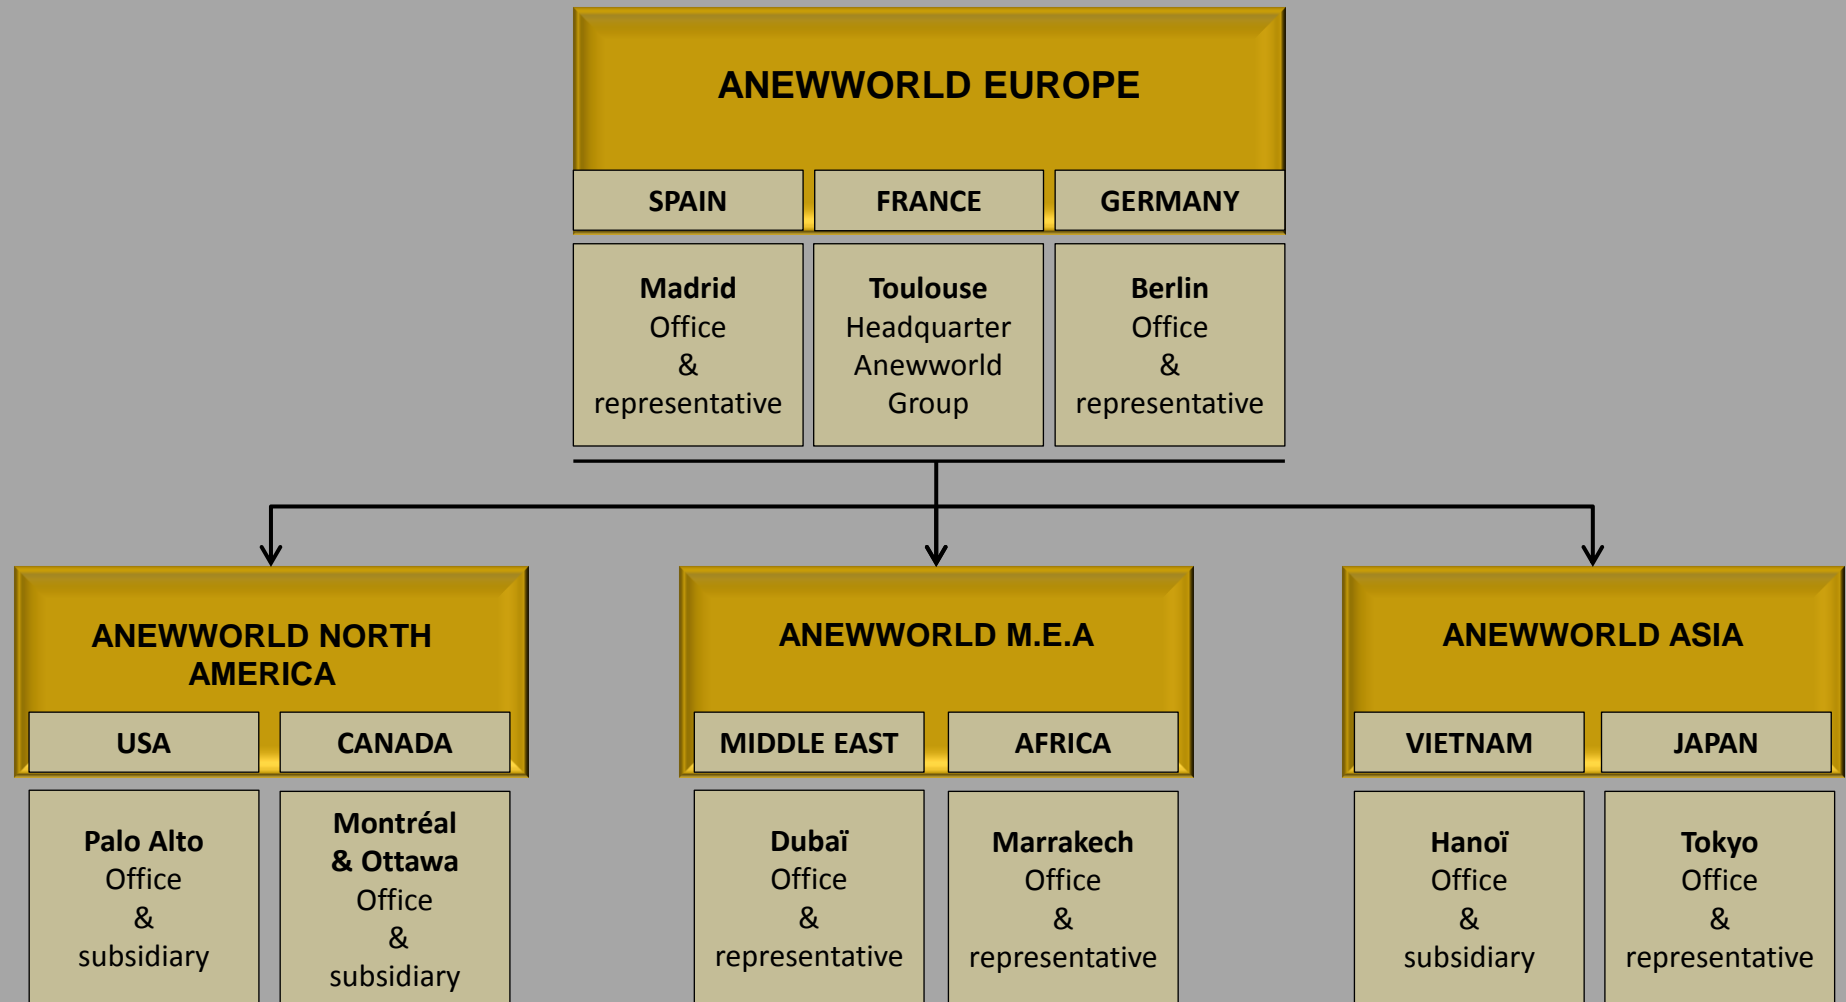 ANEWWORLD EUROPE
SPAIN
FRANCE
GERMANY
Madrid
Office
&
representative
Toulouse
Headquarter
Anewworld
Group
Berlin
Office
&
representative
ANEWWORLD NORTH
AMERICA
USA
CANADA
Palo Alto
Office
&
subsidiary
Montréal
& Ottawa
Office
&
subsidiary
ANEWWORLD M.E.A
MIDDLE EAST
AFRICA
Dubaï
Office
&
representative
Marrakech
Office
&
representative
ANEWWORLD ASIA
VIETNAM
JAPAN
Hanoï
Office
&
subsidiary
Tokyo
Office
&
representative